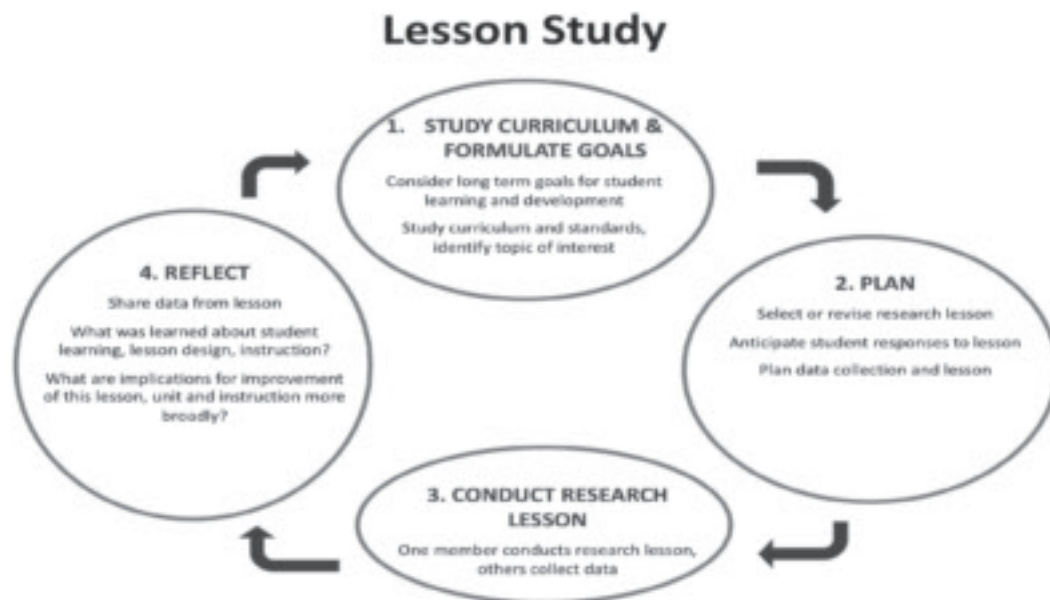 Lesson Study
1. STUDY CURRICULUM &
FORMULATE GOALS
Consider long term goals for student
learning and development
Study curriculum and standards,
identify topic of interest
2. PLAN
Select or revise research lesson
Anticipate student responses to lesson
Plan data collection and lesson
3. CONDUCT RESEARCH
LESSON
One member conducts research lesson,
others collect data
4. REFLECT
Share data from lesson
What was learned about student
learning, lesson design, instruction?
What are implications for improvement
of this lesson, unit and instruction more
broadly?